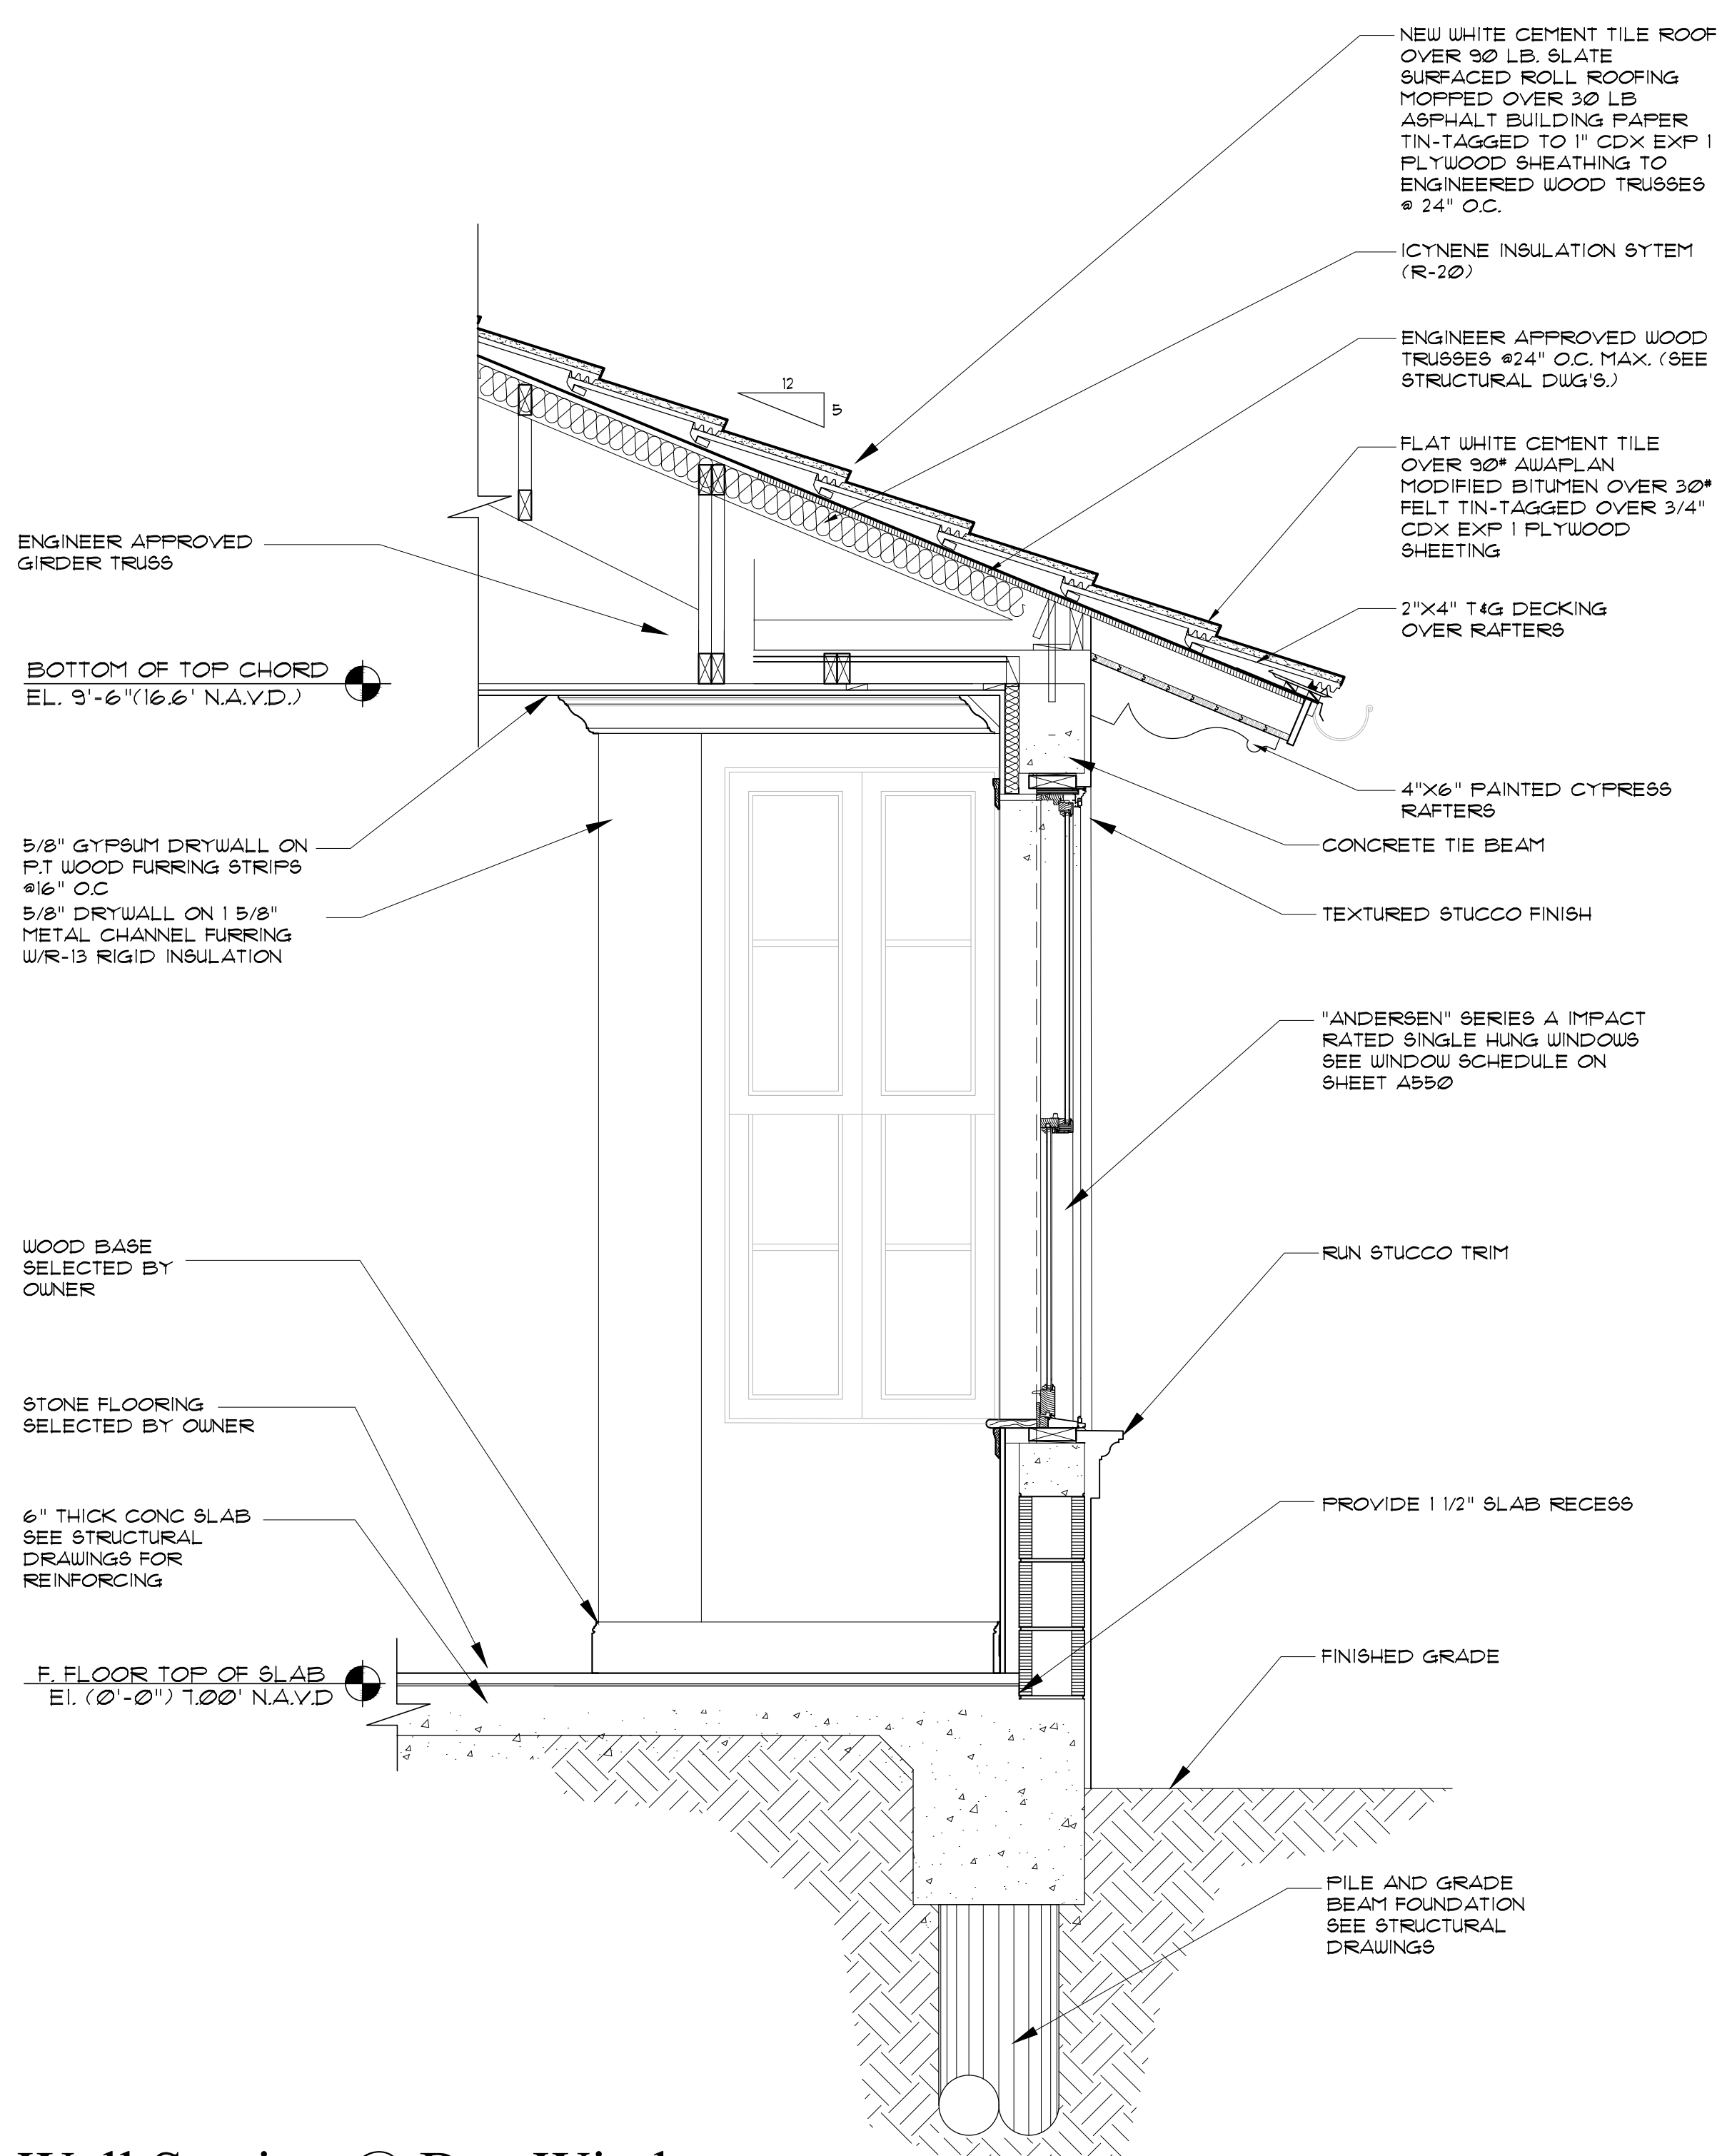 NEW WHITE CEMENT TILE ROOF
OVER 90 LB. SLATE
SURFACED ROLL ROOFING
MOPPED OVER 30 LB
ASPHALT BUILDING PAPER
TIN-TAGGED TO 1" CDX EXP 1
PLYWOOD SHEATHING TO
ENGINEERED WOOD TRUSSES
@ 24" O.C.
ICYNENE INSULATION SYTEM
(R-20)
ENGINEER APPROVED WOOD
TRUSSES @24" O.C. MAX. (SEE
STRUCTURAL DWG'S.)
12
5
FLAT WHITE CEMENT TILE
OVER 90# AWAPLAN
MODIFIED BITUMEN OVER 30#
FELT TIN-TAGGED OVER 3/4"
CDX EXP 1 PLYWOOD
SHEETING
2"X4" T&G DECKING
OVER RAFTERS
4"X6" PAINTED CYPRESS
RAFTERS
CONCRETE TIE BEAM
TEXTURED STUCCO FINISH
"ANDERSEN" SERIES A IMPACT
RATED SINGLE HUNG WINDOWS
SEE WINDOW SCHEDULE ON
SHEET A550
RUN STUCCO TRIM
PROVIDE 1 1/2" SLAB RECESS
FINISHED GRADE
PILE AND GRADE
BEAM FOUNDATION
SEE STRUCTURAL
DRAWINGS
ENGINEER APPROVED
GIRDER TRUSS
BOTTOM OF TOP CHORD
EL. 9'-6"(16.6' N.A.V.D.)
5/8" GYPSUM DRYWALL ON
P.T WOOD FURRING STRIPS
@16" O.C
5/8" DRYWALL ON 1 5/8"
METAL CHANNEL FURRING
W/R-13 RIGID INSULATION
WOOD BASE
SELECTED BY
OWNER
STONE FLOORING
SELECTED BY OWNER
6" THICK CONC SLAB
SEE STRUCTURAL
DRAWINGS FOR
REINFORCING
F. FLOOR TOP OF SLAB
El. (0'-0") 7.00' N.A.V.D